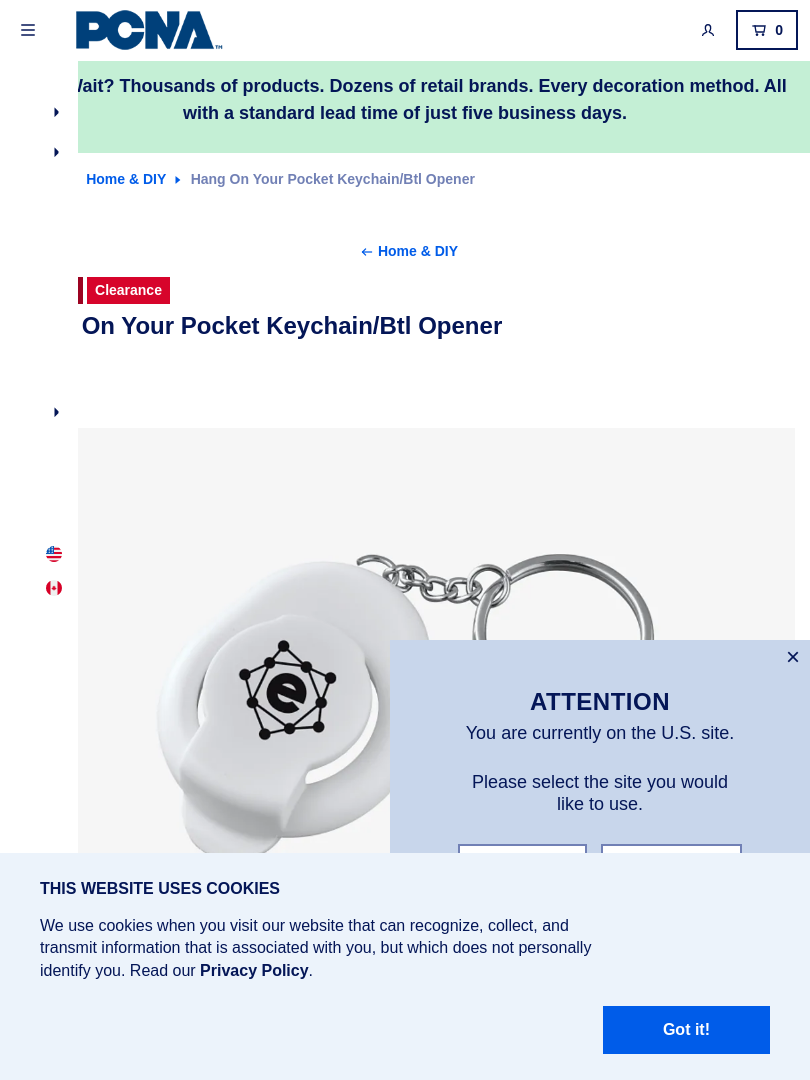 PCNA™
0
Wait? Thousands of products. Dozens of retail brands. Every decoration method. All
with a standard lead time of just five business days.
Home & DIY Hang On Your Pocket Keychain/Btl Opener
← Home & DIY
Clearance
On Your Pocket Keychain/Btl Opener
e
×
ATTENTION
You are currently on the U.S. site.
Please select the site you would
like to use.
THIS WEBSITE USES COOKIES
We use cookies when you visit our website that can recognize, collect, and
transmit information that is associated with you, but which does not personally
identify you. Read our Privacy Policy.
Got it!